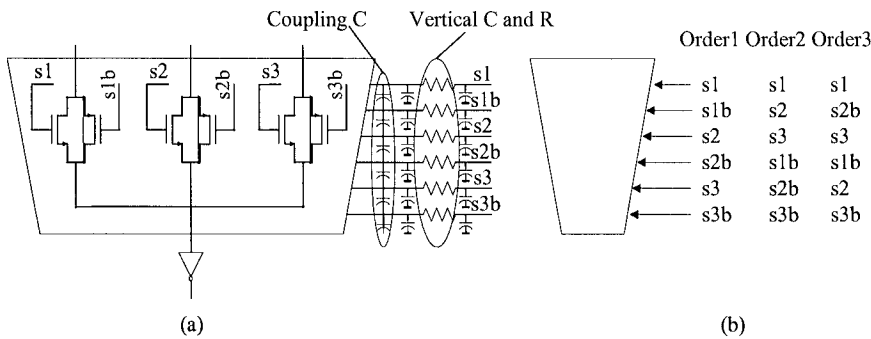 Coupling C
Vertical C and R
s1
s1b
s2
s2b
s3
s3b
s1
s1b
s2
s2b
s3
s3b
(a)
Order1 Order2 Order3
s1 s1 s1
s1b s2 s2b
s2 s3 s3
s2b s1b s1b
s3 s2b s2
s3b s3b s3b
(b)